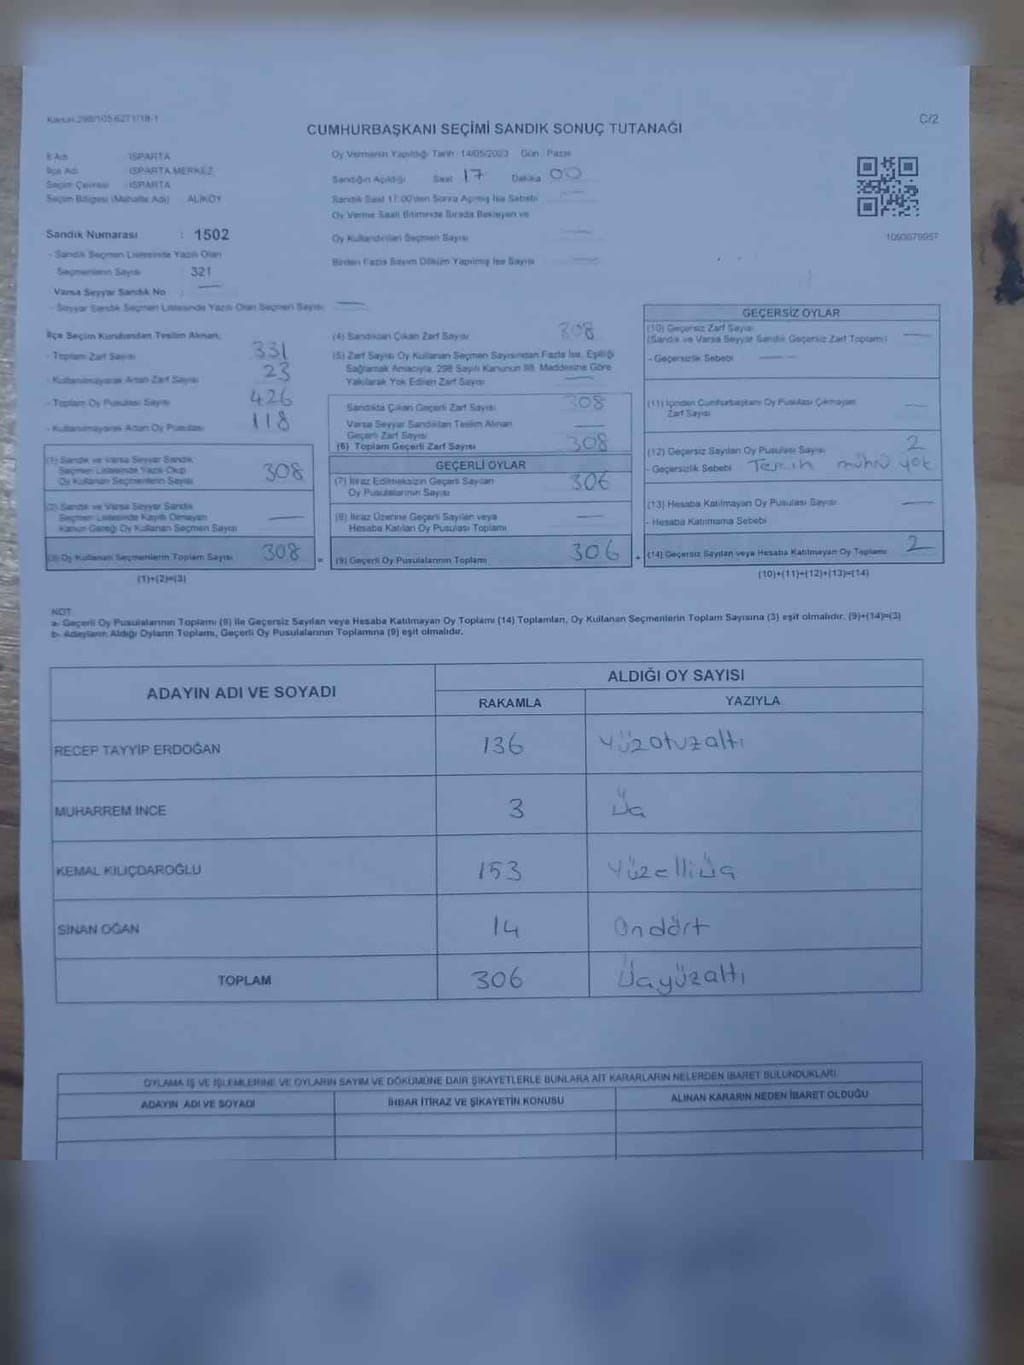 Kanun:298/105 6271/19-1
C/2
CUMHURBAŞKANI SEÇİMİ SANDIK SONUÇ TUTANAĞI
İl Adı : ISPARTA
İlçe Adı : ISPARTA MERKEZ
Seçim Çevresi : ISPARTA
Seçim Bölgesi (Mahalle Adı) ALİKÖY
Sandık Numarası : 1502
- Sandık Seçmen Listesinde Yazılı Olan
Seçmenlerin Sayısı 321
Varsa Seyyar Sandık No :
- Seyyar Sandık Seçmen Listesinde Yazılı Olan Seçmen Sayısı
Oy Vermenin Yapıldığı Tarih :14/05/2023 Gün : Pazar
Sandığın Açıldığı Saat 17 Dakika 00
Sandık Saat 17:00'den Sonra Açılmış İse Sebebi
Oy Verme Saati Bitiminde Sırada Bekleyen ve
Oy Kullandırılan Seçmen Sayısı
Birden Fazla Sayım Döküm Yapılmış İse Sayısı
İlçe Seçim Kurulundan Teslim Alınan;
- Toplam Zarf Sayısı 331
- Kullanılmayarak Artan Zarf Sayısı 23
- Toplam Oy Pusulası Sayısı 426
- Kullanılmayarak Artan Oy Pusulası 118
(1) Sandık ve Varsa Seyyar Sandık
Seçmen Listesinde Yazılı Olup
Oy Kullanan Seçmenlerin Sayısı 308
(2) Sandık ve Varsa Seyyar Sandık
Seçmen Listesinde Kayıtlı Olmayan
Kanun Gereği Oy Kullanan Seçmen Sayısı
(3) Oy Kullanan Seçmenlerin Toplam Sayısı 308
(1)+(2)=(3)
(4) Sandıktan Çıkan Zarf Sayısı 308
(5) Zarf Sayısı Oy Kullanan Seçmen Sayısından Fazla İse, Eşitliği
Sağlamak Amacıyla, 298 Sayılı Kanunun 98. Maddesine Göre
Yakılarak Yok Edilen Zarf Sayısı
Sandıkta Çıkan Geçerli Zarf Sayısı 308
Varsa Seyyar Sandıktan Teslim Alınan
Geçerli Zarf Sayısı
(6) Toplam Geçerli Zarf Sayısı 308
GEÇERLİ OYLAR
(7) İtiraz Edilmeksizin Geçerli Sayılan
Oy Pusulalarının Sayısı 306
(8) İtiraz Üzerine Geçerli Sayılan veya
Hesaba Katılan Oy Pusulası Toplamı
= (9) Geçerli Oy Pusulalarının Toplamı 306
GEÇERSİZ OYLAR
(10) Geçersiz Zarf Sayısı
(Sandık ve Varsa Seyyar Sandık Geçersiz Zarf Toplamı)
- Geçersizlik Sebebi
(11) İçinden Cumhurbaşkanı Oy Pusulası Çıkmayan
Zarf Sayısı
(12) Geçersiz Sayılan Oy Pusulası Sayısı 2
- Geçersizlik Sebebi Tercih mührü yok
(13) Hesaba Katılmayan Oy Pusulası Sayısı
- Hesaba Katılmama Sebebi
+ (14) Geçersiz Sayılan veya Hesaba Katılmayan Oy Toplamı 2
(10)+(11)+(12)+(13)=(14)
1050070057
NOT:
a- Geçerli Oy Pusulalarının Toplamı (9) ile Geçersiz Sayılan veya Hesaba Katılmayan Oy Toplamı (14) Toplamları, Oy Kullanan Seçmenlerin Toplam Sayısına (3) eşit olmalıdır. (9)+(14)=(3)
b- Adayların Aldığı Oyların Toplamı, Geçerli Oy Pusulalarının Toplamına (9) eşit olmalıdır.
ADAYIN ADI VE SOYADI ALDIĞI OY SAYISI
RAKAMLA YAZIYLA
RECEP TAYYİP ERDOĞAN 136 Yüzotuzaltı
MUHARREM İNCE 3 Üç
KEMAL KILIÇDAROĞLU 153 Yüzelliüç
SİNAN OĞAN 14 Ondört
TOPLAM 306 Üçyüzaltı
OYLAMA İŞ VE İŞLEMLERİNE VE OYLARIN SAYIM VE DÖKÜMÜNE DAİR ŞİKAYETLERLE BUNLARA AİT KARARLARIN NELERDEN İBARET BULUNDUKLARI
ADAYIN ADI VE SOYADI İHBAR İTİRAZ VE ŞİKAYETİN KONUSU ALINAN KARARIN NEDEN İBARET OLDUĞU